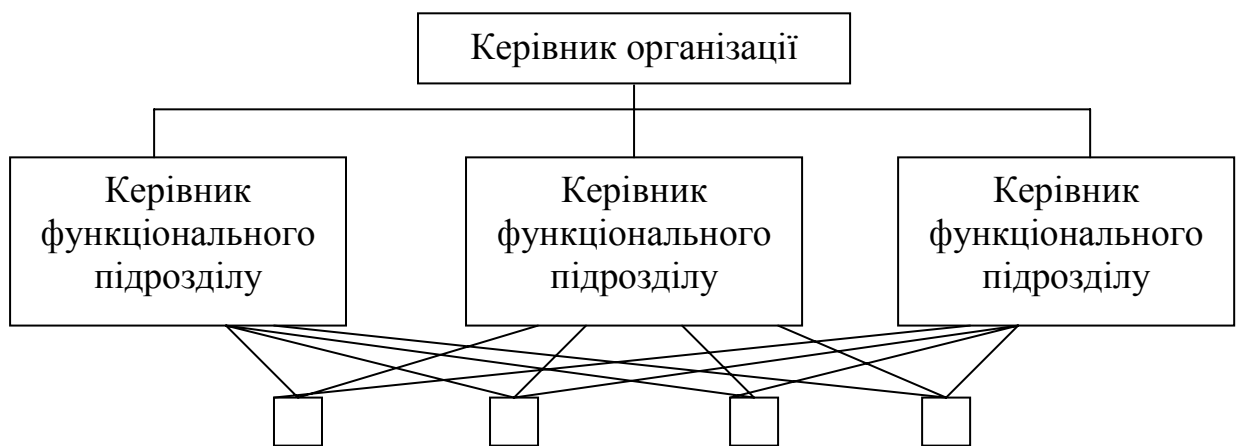 Керівник організації
Керівник
функціонального
підрозділу
Керівник
функціонального
підрозділу
Керівник
функціонального
підрозділу